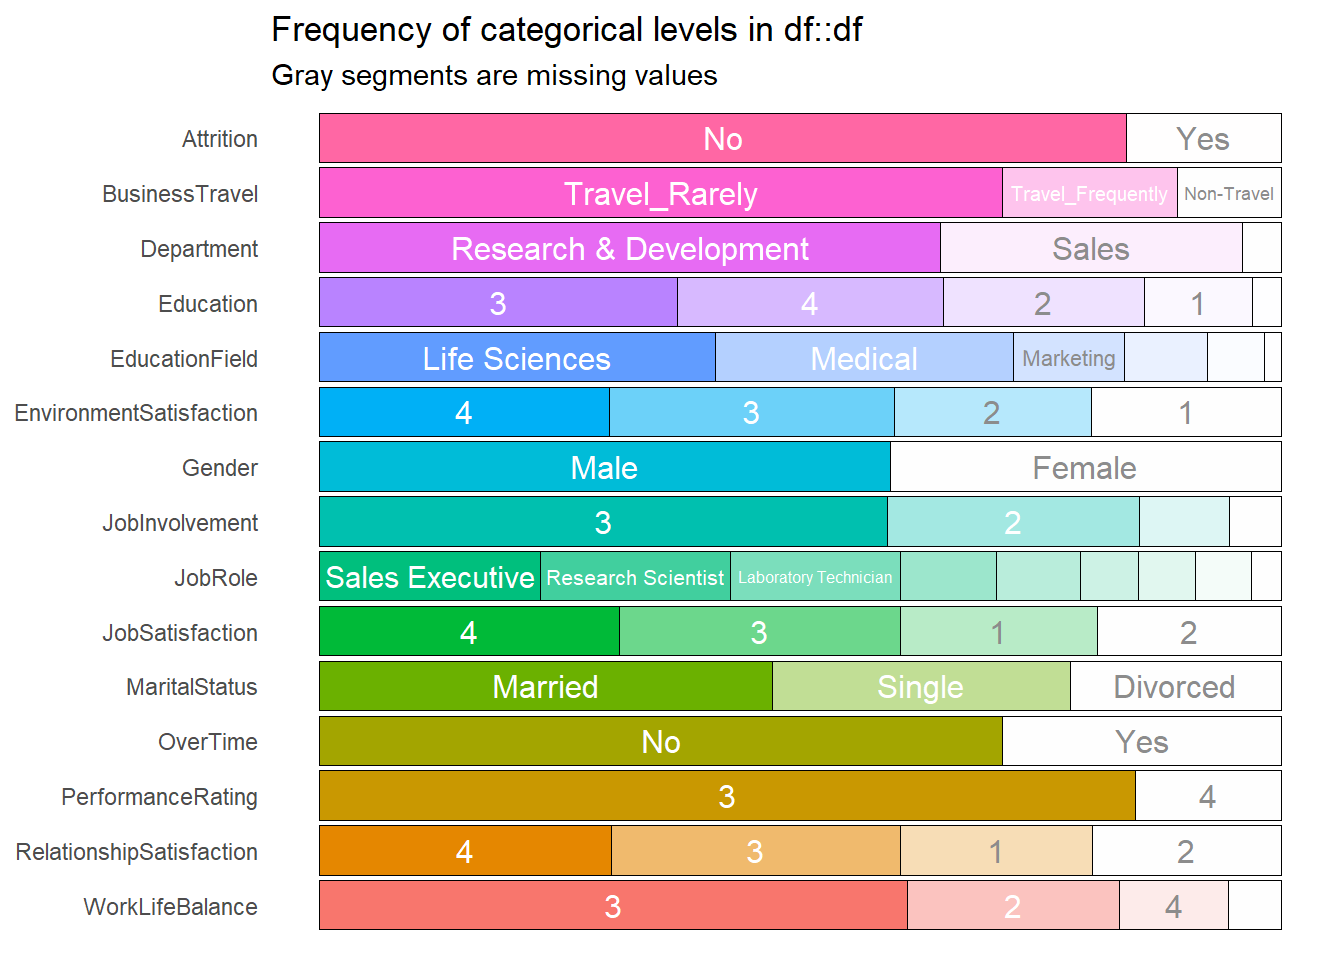 Frequency of categorical levels in df::df
Gray segments are missing values
Attrition No Yes
BusinessTravel Travel_Rarely Travel_Frequently Non-Travel
Department Research & Development Sales
Education 3 4 2 1
EducationField Life Sciences Medical Marketing
EnvironmentSatisfaction 4 3 2 1
Gender Male Female
JobInvolvement 3 2
JobRole Sales Executive Research Scientist Laboratory Technician
JobSatisfaction 4 3 1 2
MaritalStatus Married Single Divorced
OverTime No Yes
PerformanceRating 3 4
RelationshipSatisfaction 4 3 1 2
WorkLifeBalance 3 2 4